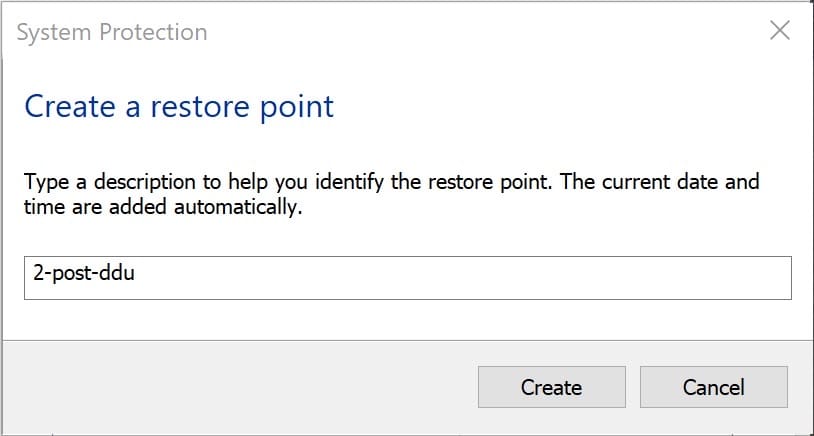 System Protection
Create a restore point
Type a description to help you identify the restore point. The current date and
time are added automatically.
2-post-ddu
Create
Cancel